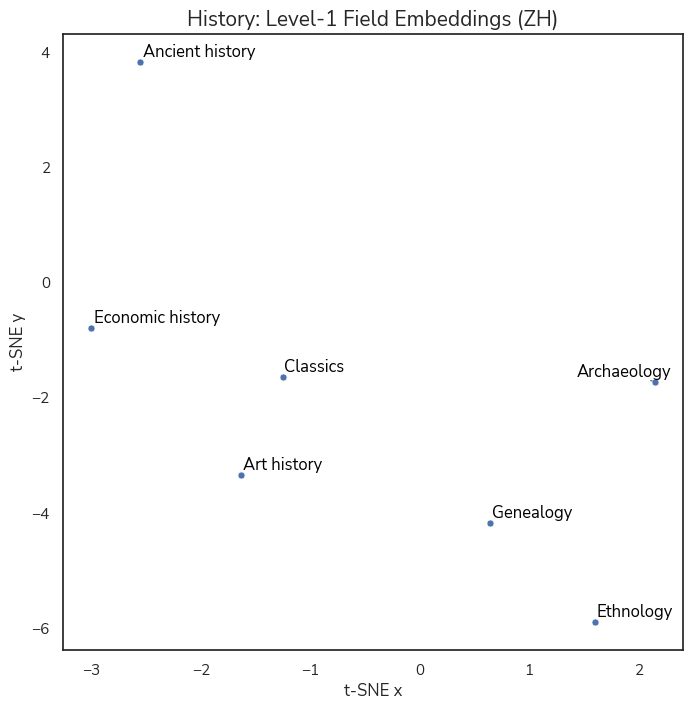 History: Level-1 Field Embeddings (ZH)
4
Ancient history
2
0
Economic history
Classics
Archaeology
−2
Art history
Genealogy
−4
Ethnology
−6
t-SNE y
−3 −2 −1 0 1 2
t-SNE x